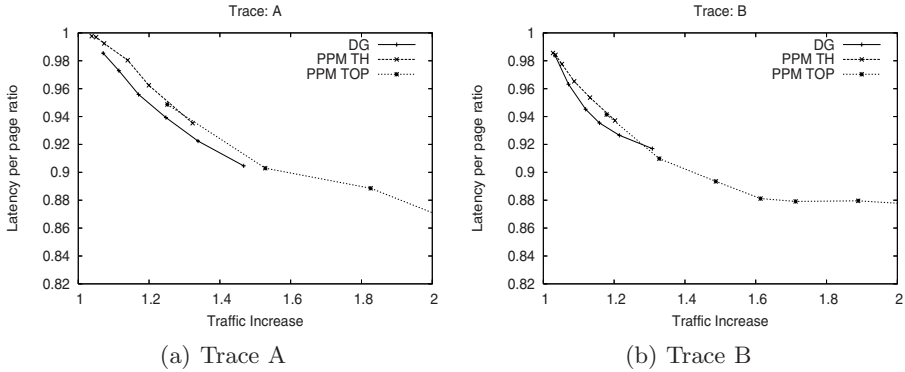 Trace: A
Latency per page ratio
1
0.98
0.96
0.94
0.92
0.9
0.88
0.86
0.84
0.82
DG
PPM TH
PPM TOP
1
1.2
1.4
1.6
1.8
2
Traffic Increase
(a) Trace A
Trace: B
Latency per page ratio
1
0.98
0.96
0.94
0.92
0.9
0.88
0.86
0.84
0.82
DG
PPM TH
PPM TOP
1
1.2
1.4
1.6
1.8
2
Traffic Increase
(b) Trace B